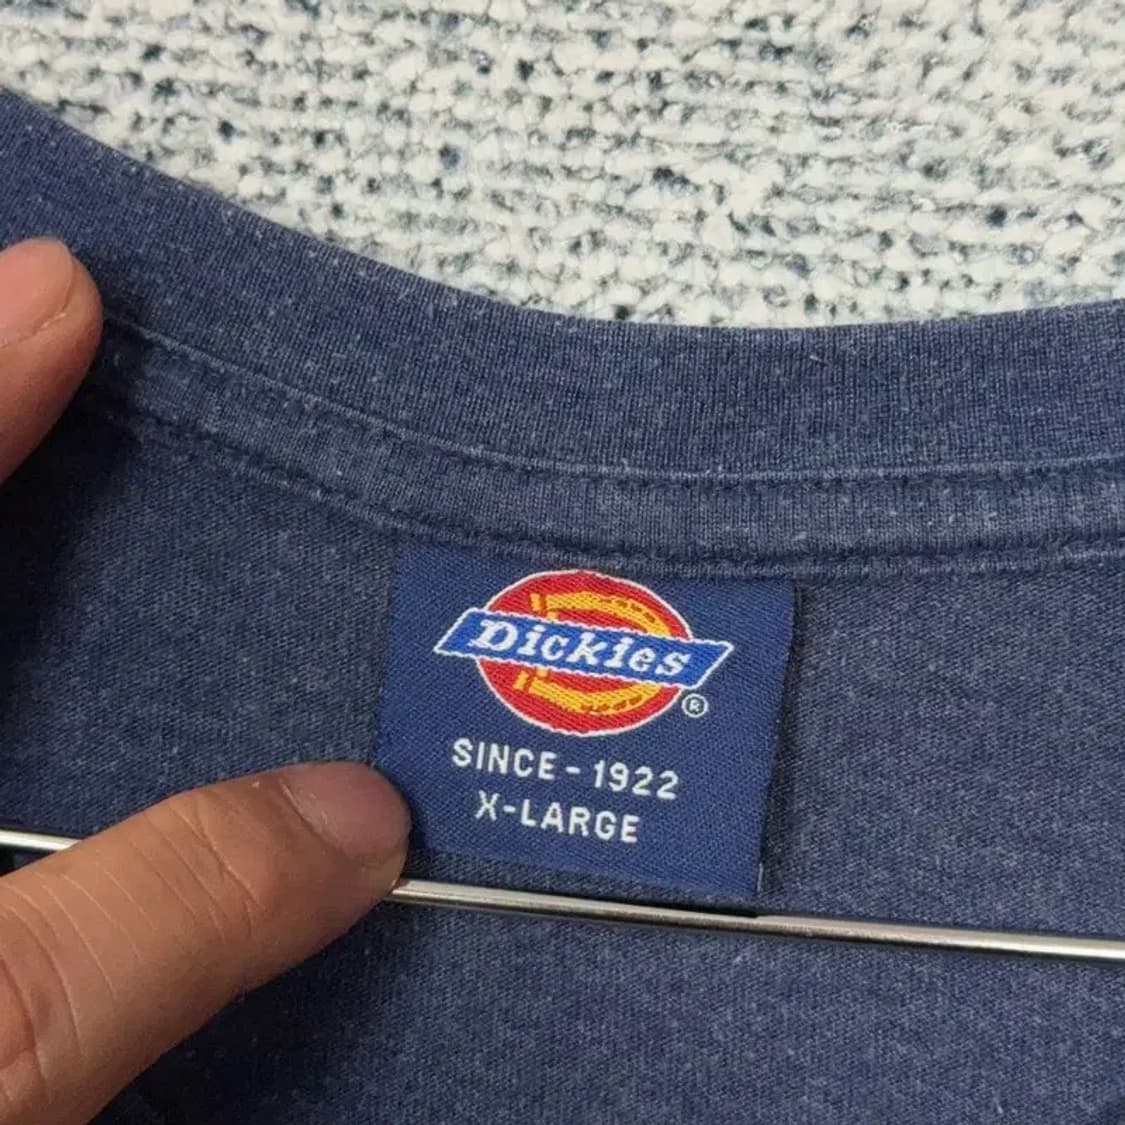 Dickies
®
SINCE - 1922
X-LARGE